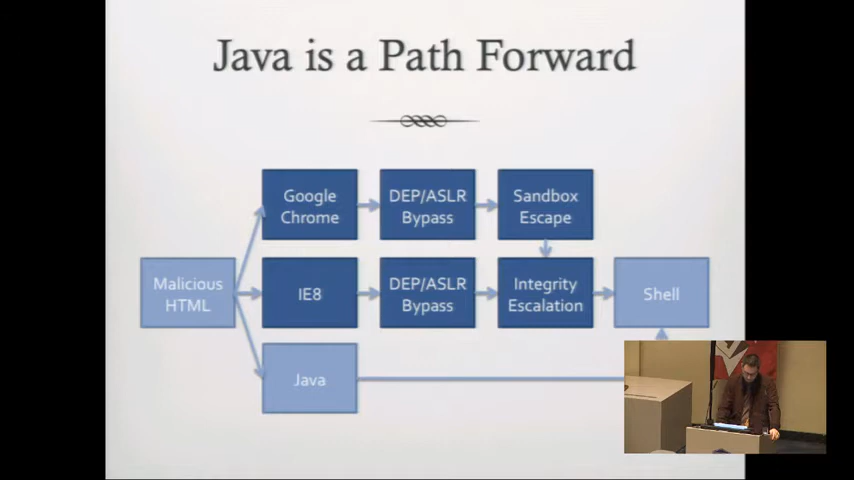 Java is a Path Forward
Google
Chrome
DEP/ASLR
Bypass
Sandbox
Escape
Malicious
HTML
IE8
DEP/ASLR
Bypass
Integrity
Escalation
Shell
Java